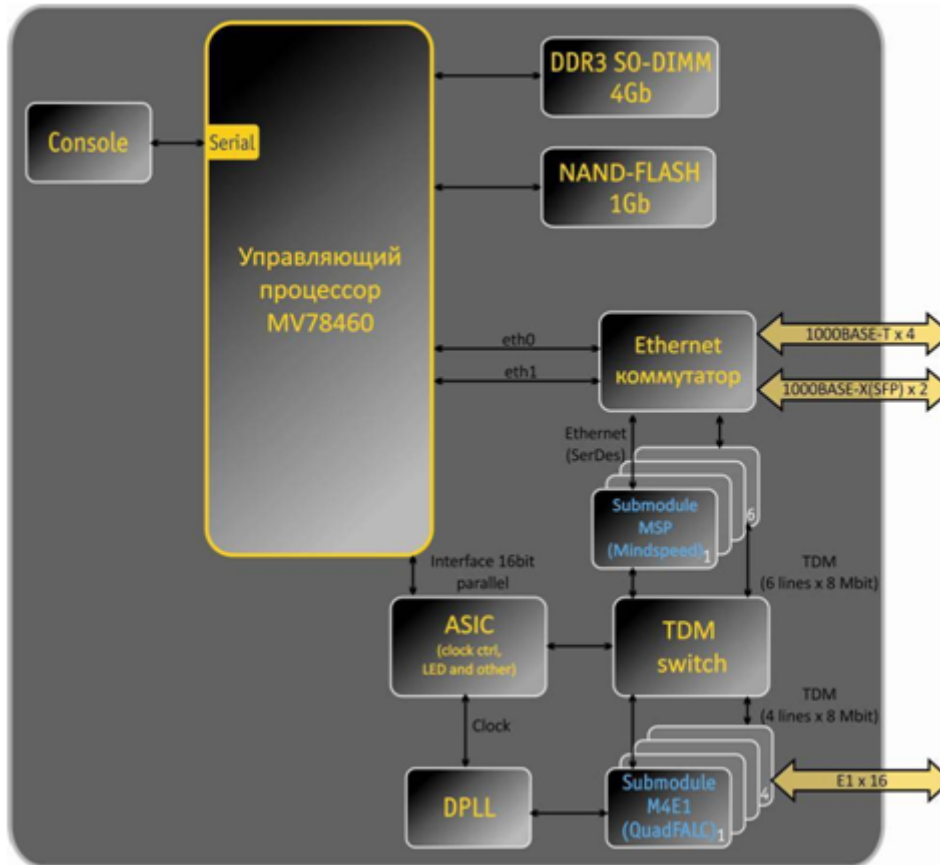 DDR3 SO-DIMM
4Gb
Console
Serial
NAND-FLASH
1Gb
Управляющий
процессор
MV78460
eth0
eth1
Ethernet
коммутатор
1000BASE-T x 4
1000BASE-X(SFP) x 2
Ethernet
(SerDes)
Submodule
MSP
(Mindspeed)
1
6
Interface 16bit
parallel
TDM
(6 lines x 8 Mbit)
ASIC
(clock ctrl,
LED and other)
TDM
switch
TDM
(4 lines x 8 Mbit)
Clock
DPLL
Submodule
M4E1
(QuadFALC)
1
4
E1 x 16